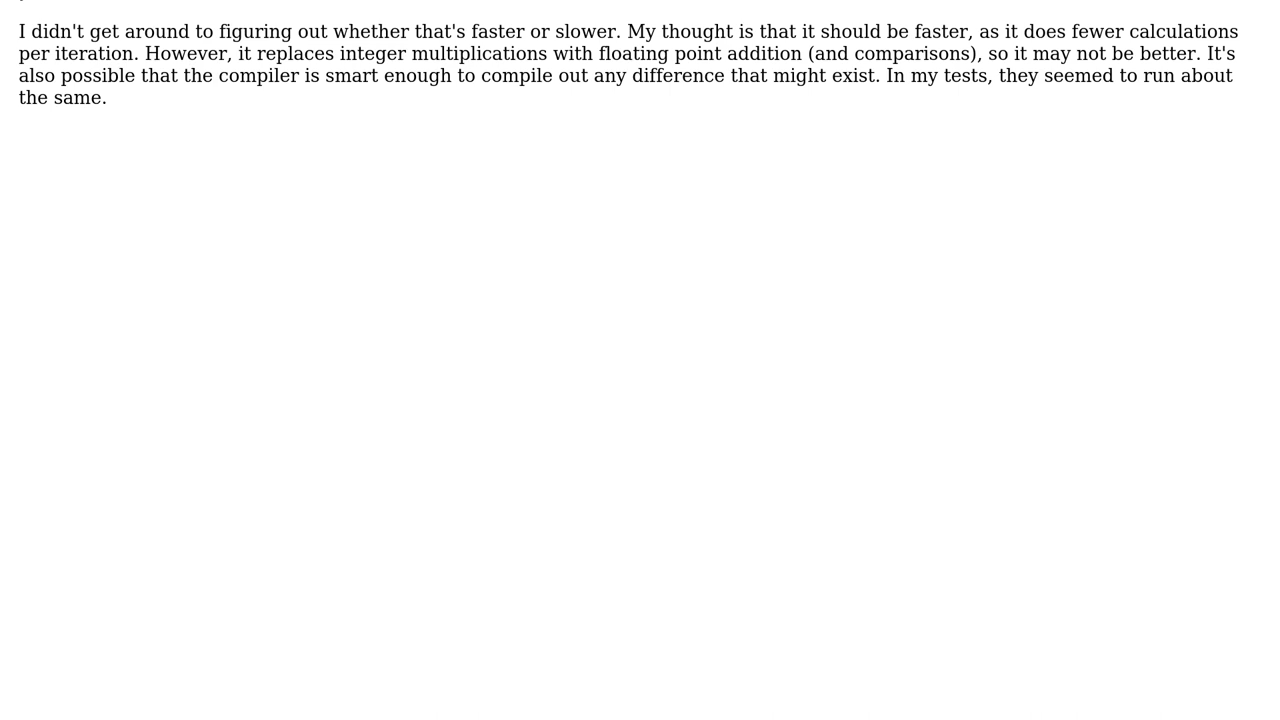 I didn't get around to figuring out whether that's faster or slower. My thought is that it should be faster, as it does fewer calculations
per iteration. However, it replaces integer multiplications with floating point addition (and comparisons), so it may not be better. It's
also possible that the compiler is smart enough to compile out any difference that might exist. In my tests, they seemed to run about
the same.